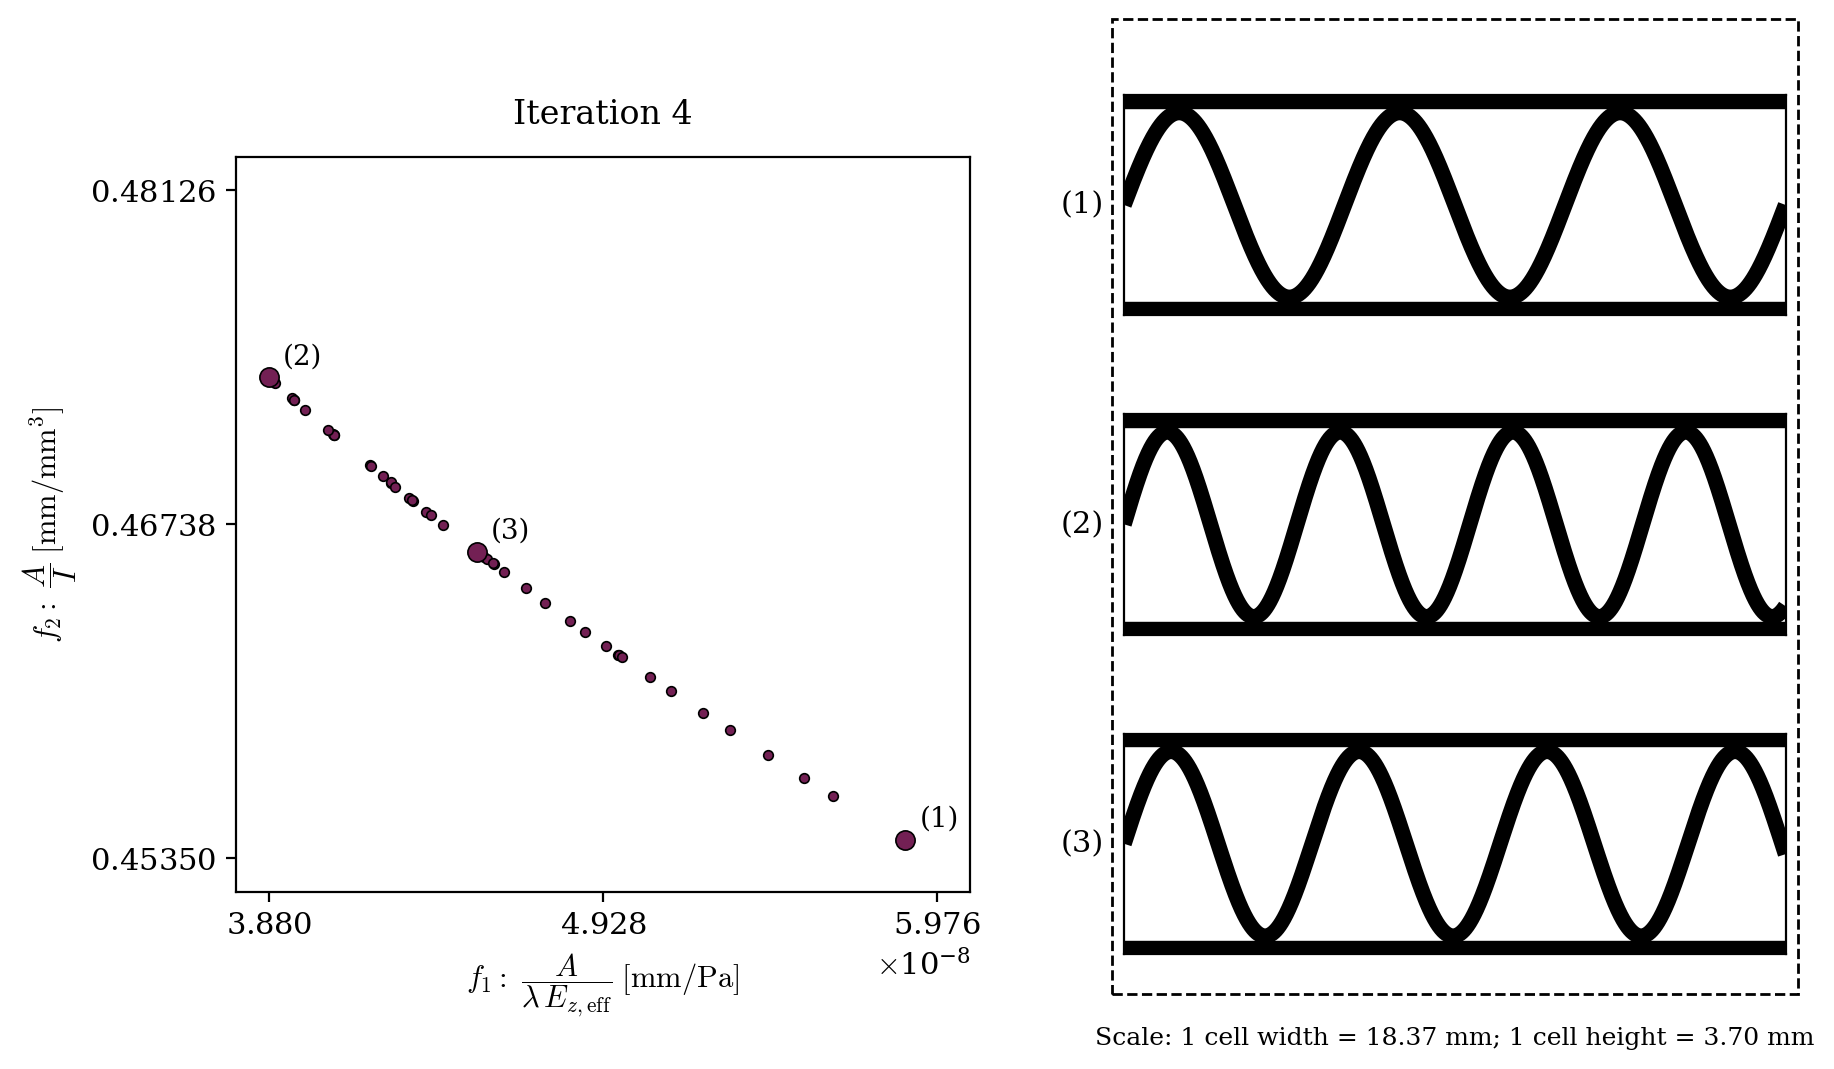 Iteration 4
0.48126
0.46738
0.45350
f₂: A/I [mm/mm³]
(2)
(3)
(1)
3.880 4.928 5.976
×10⁻⁸
f₁: A/(λ E_z,eff) [mm/Pa]
(1)
(2)
(3)
Scale: 1 cell width = 18.37 mm; 1 cell height = 3.70 mm